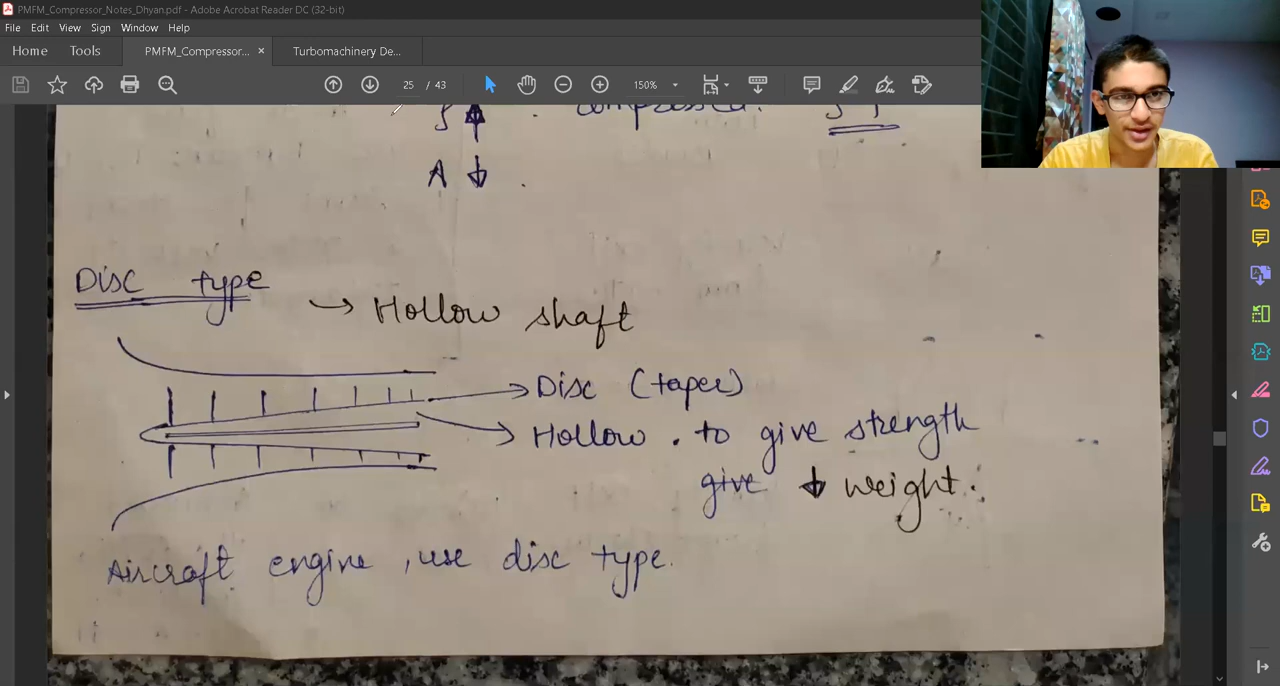 PMFM_Compressor_Notes_Dhyan.pdf - Adobe Acrobat Reader DC (32-bit)
File Edit View Sign Window Help
Home Tools PMFM_Compressor... × Turbomachinery De...
25 / 43 150%
compressed.
A ↓ .
Disc type
→ Hollow shaft
Disc (taper)
Hollow . to give strength
give ↓ weight.
Aircraft engine, use disc type.